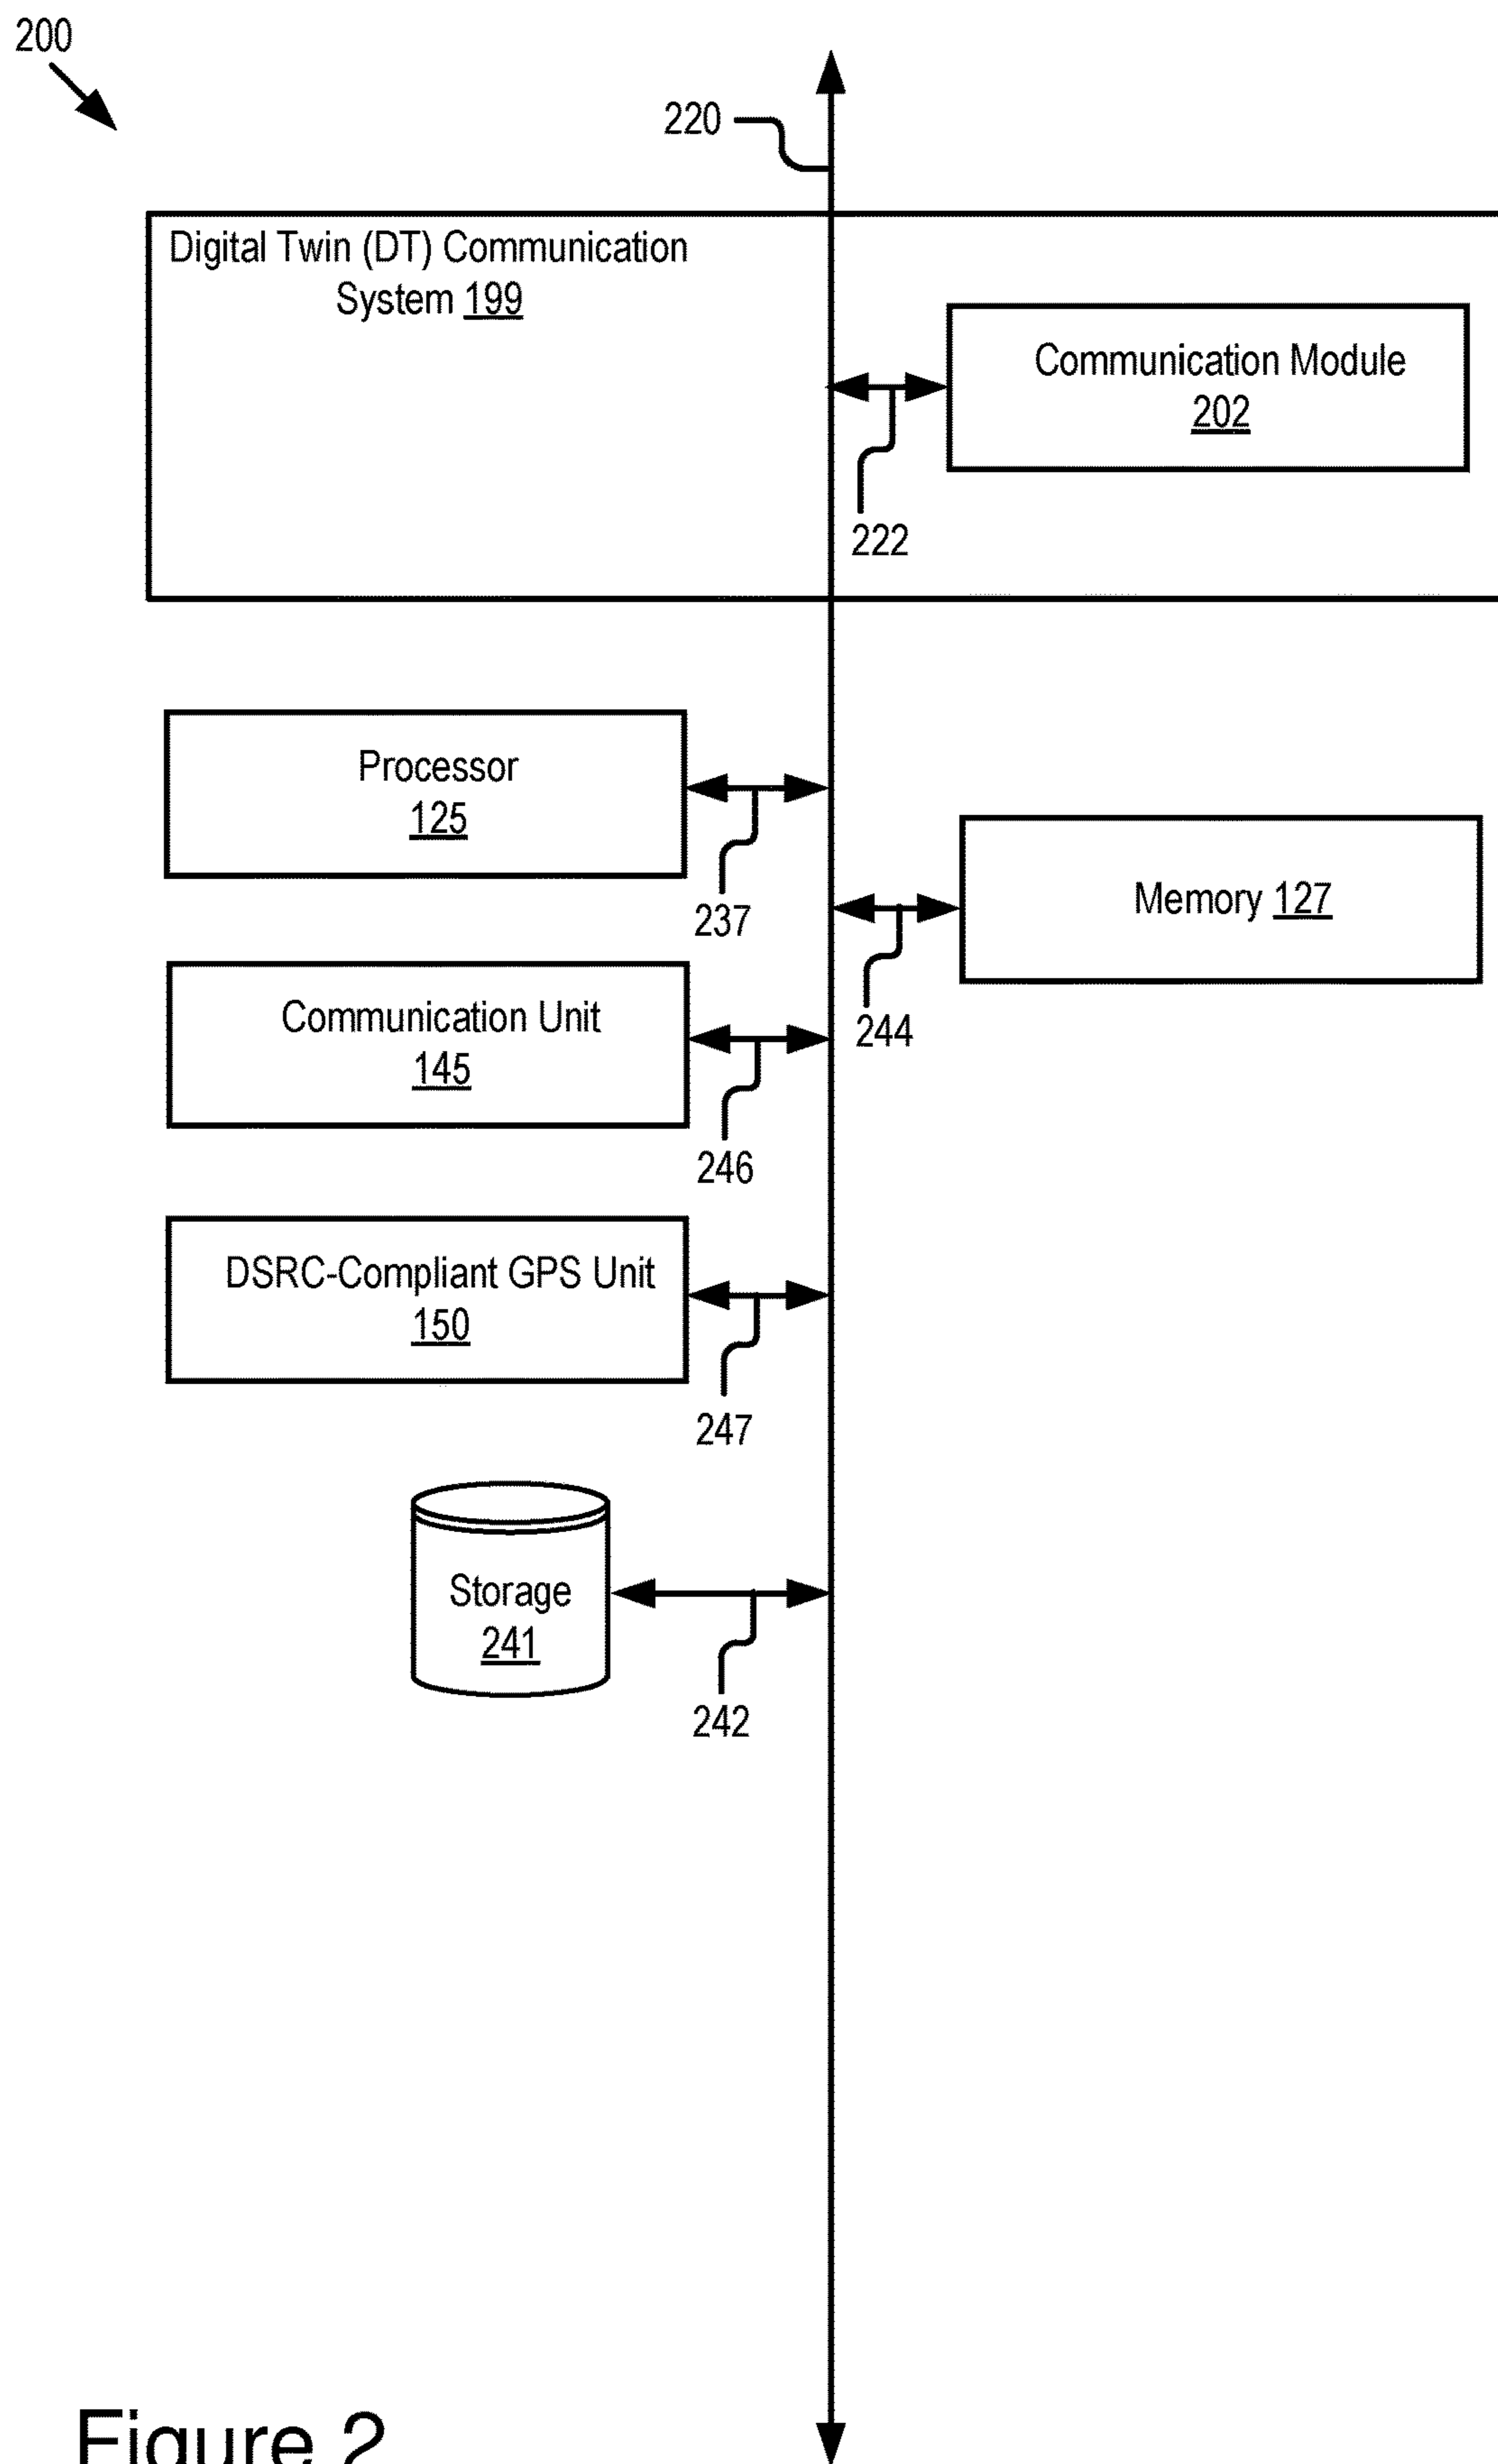 200
220
Digital Twin (DT) Communication
System 199
Communication Module
202
222
Processor
125
237
Memory 127
244
Communication Unit
145
246
DSRC-Compliant GPS Unit
150
247
Storage
241
242
Figure 2